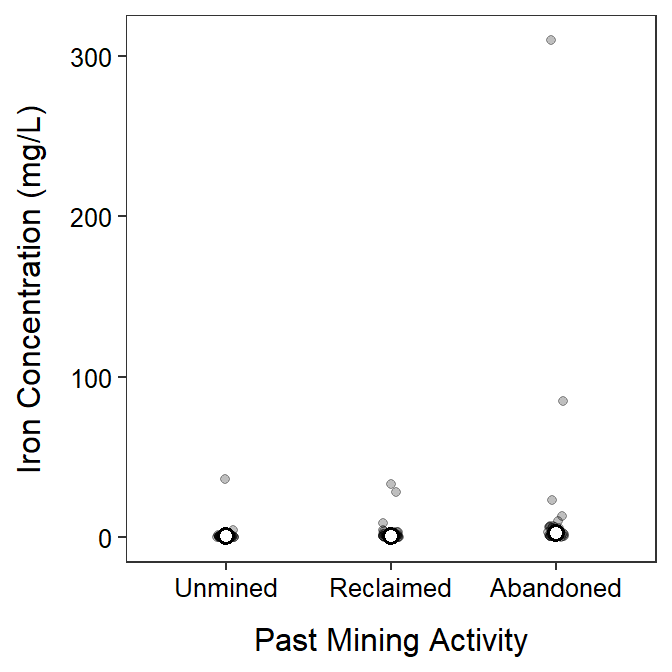 Iron Concentration (mg/L)
300
200
100
0
Unmined Reclaimed Abandoned
Past Mining Activity